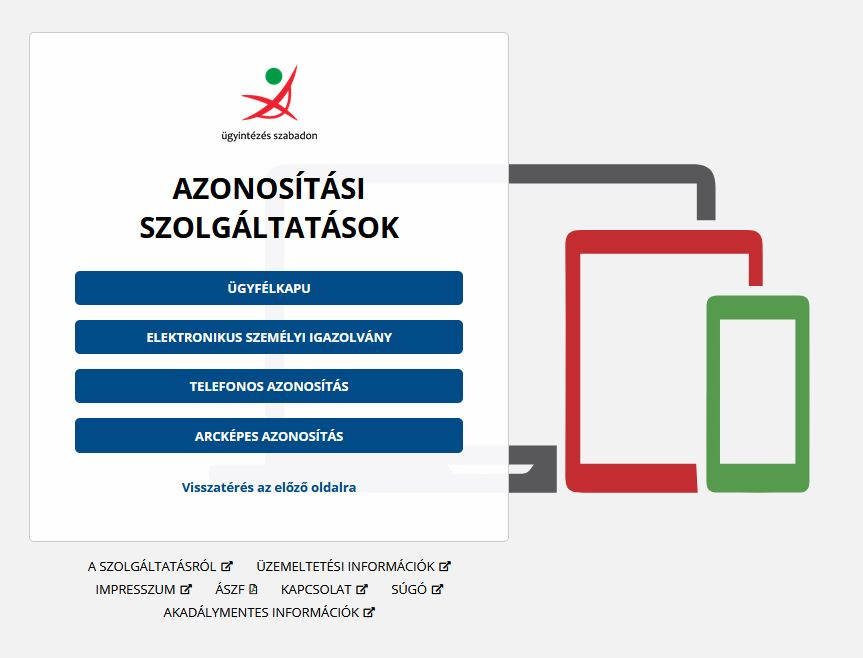 ügyintézés szabadon
AZONOSÍTÁSI
SZOLGÁLTATÁSOK
ÜGYFÉLKAPU
ELEKTRONIKUS SZEMÉLYI IGAZOLVÁNY
TELEFONOS AZONOSÍTÁS
ARCKÉPES AZONOSÍTÁS
Visszatérés az előző oldalra
A SZOLGÁLTATÁSRÓL ÜZEMELTETÉSI INFORMÁCIÓK
IMPRESSZUM ÁSZF KAPCSOLAT SÚGÓ
AKADÁLYMENTES INFORMÁCIÓK